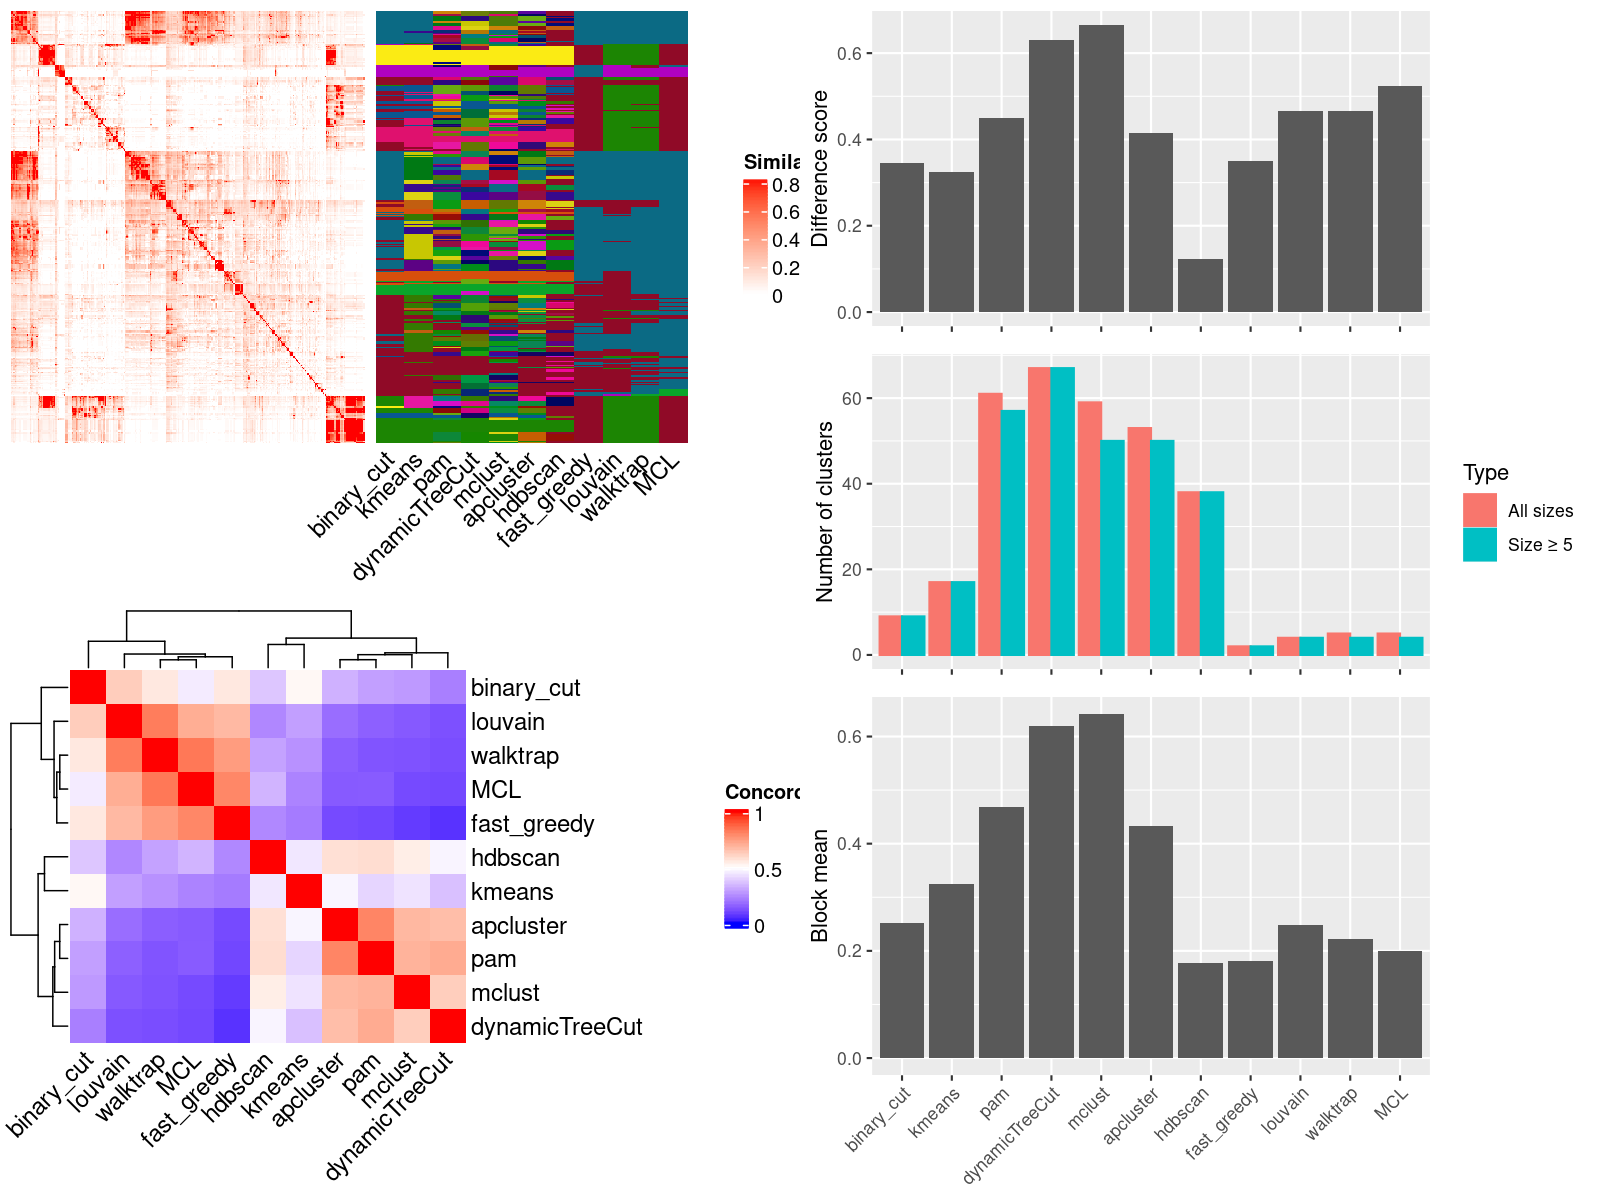 Simila
0.8
0.6
0.4
0.2
0
binary_cut
kmeans
pam
dynamicTreeCut
mclust
apcluster
hdbscan
fast_greedy
louvain
walktrap
MCL
binary_cut
louvain
walktrap
MCL
fast_greedy
hdbscan
kmeans
apcluster
pam
mclust
dynamicTreeCut
binary_cut
louvain
walktrap
MCL
fast_greedy
hdbscan
kmeans
apcluster
pam
mclust
dynamicTreeCut
Concord
1
0.5
0
Difference score
0.6
0.4
0.2
0.0
Number of clusters
60
40
20
0
Type
All sizes
Size ≥ 5
Block mean
0.6
0.4
0.2
0.0
binary_cut
kmeans
pam
dynamicTreeCut
mclust
apcluster
hdbscan
fast_greedy
louvain
walktrap
MCL